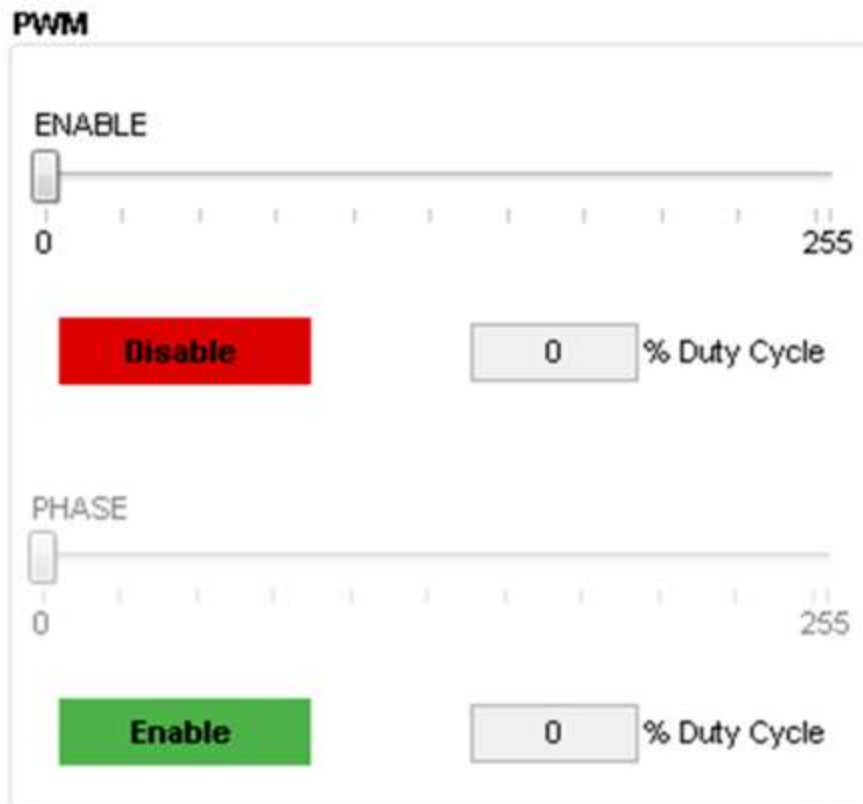 PWM
ENABLE
0 255
Disable 0 % Duty Cycle
PHASE
0 255
Enable 0 % Duty Cycle